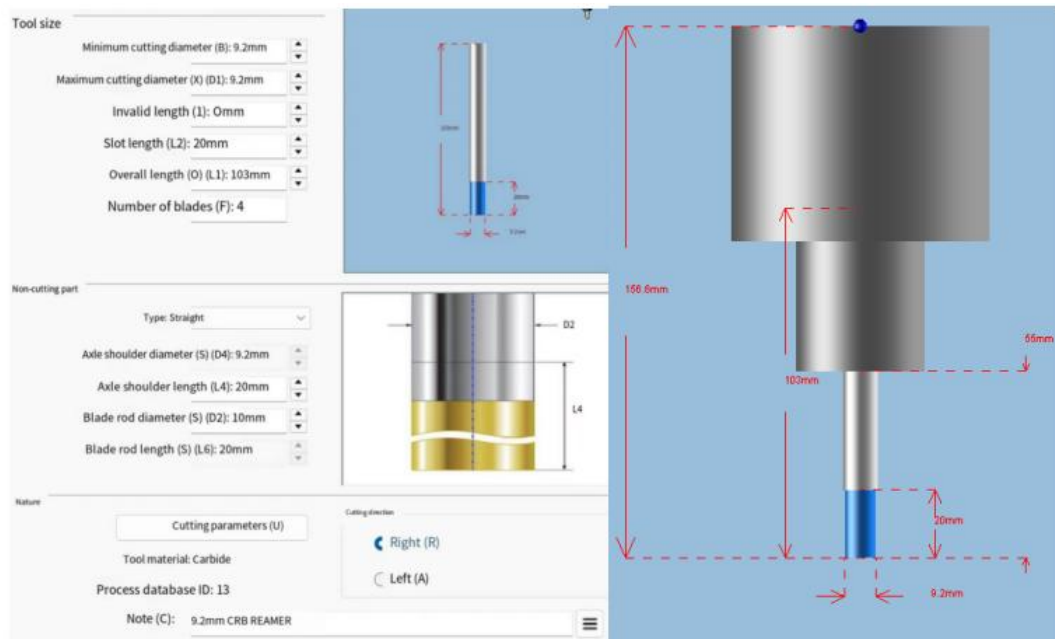 Tool size
Minimum cutting diameter (B): 9.2mm
Maximum cutting diameter (X) (D1): 9.2mm
Invalid length (1): Omm
Slot length (L2): 20mm
Overall length (O) (L1): 103mm
Number of blades (F): 4
Non-cutting part
Type: Straight
D2
Axle shoulder diameter (S) (D4): 9.2mm
Axle shoulder length (L4): 20mm
L4
Blade rod diameter (S) (D2): 10mm
Blade rod length (S) (L6): 20mm
Nature
Cutting parameters (U)
Cutting direction
Right (R)
Tool material: Carbide
Left (A)
Process database ID: 13
Note (C): 9.2mm CRB REAMER
156.6mm
103mm
55mm
20mm
9.2mm